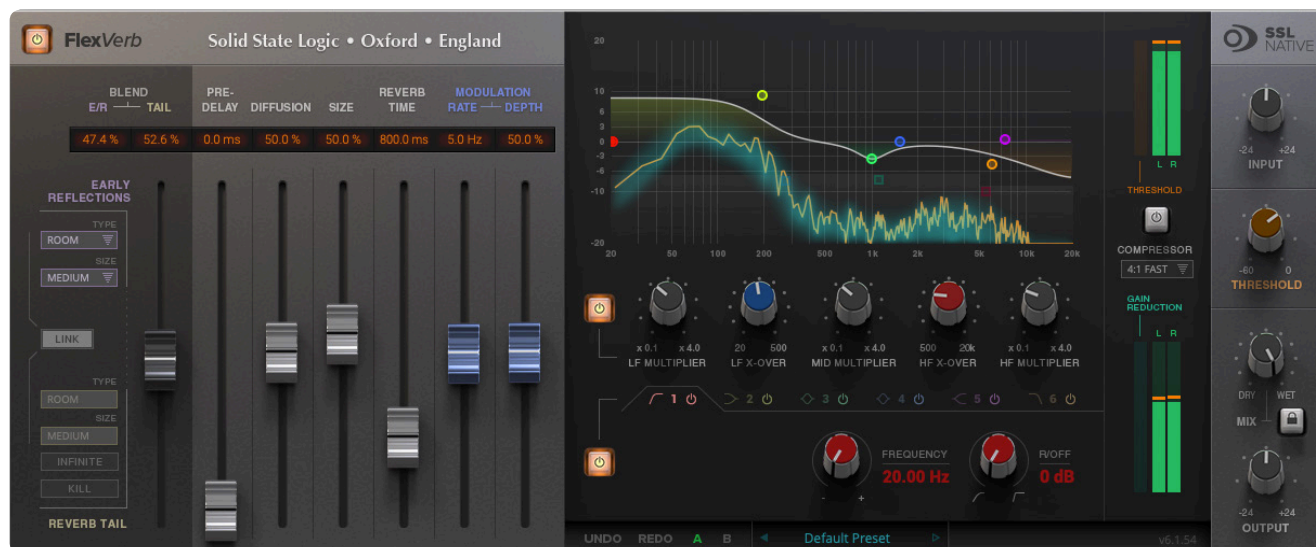 FlexVerb
Solid State Logic • Oxford • England
BLEND
E/R TAIL
PRE-
DELAY
DIFFUSION
SIZE
REVERB
TIME
MODULATION
RATE DEPTH
47.4 % 52.6 % 0.0 ms 50.0 % 50.0 % 800.0 ms 5.0 Hz 50.0 %
EARLY
REFLECTIONS
TYPE
ROOM
SIZE
MEDIUM
LINK
TYPE
ROOM
SIZE
MEDIUM
INFINITE
KILL
REVERB TAIL
20
10
6
3
0
-3
-6
-10
-20
20 50 100 200 500 1k 2k 5k 10k 20k
x 0.1 x 4.0
LF MULTIPLIER
20 500
LF X-OVER
x 0.1 x 4.0
MID MULTIPLIER
500 20k
HF X-OVER
x 0.1 x 4.0
HF MULTIPLIER
1 2 3 4 5 6
FREQUENCY
20.00 Hz
- +
R/OFF
0 dB
UNDO REDO A B Default Preset v6.1.54
L R
THRESHOLD
COMPRESSOR
4:1 FAST
GAIN
REDUCTION
L R
SSL
NATIVE
-24 +24
INPUT
-60 0
THRESHOLD
DRY WET
MIX
-24 +24
OUTPUT